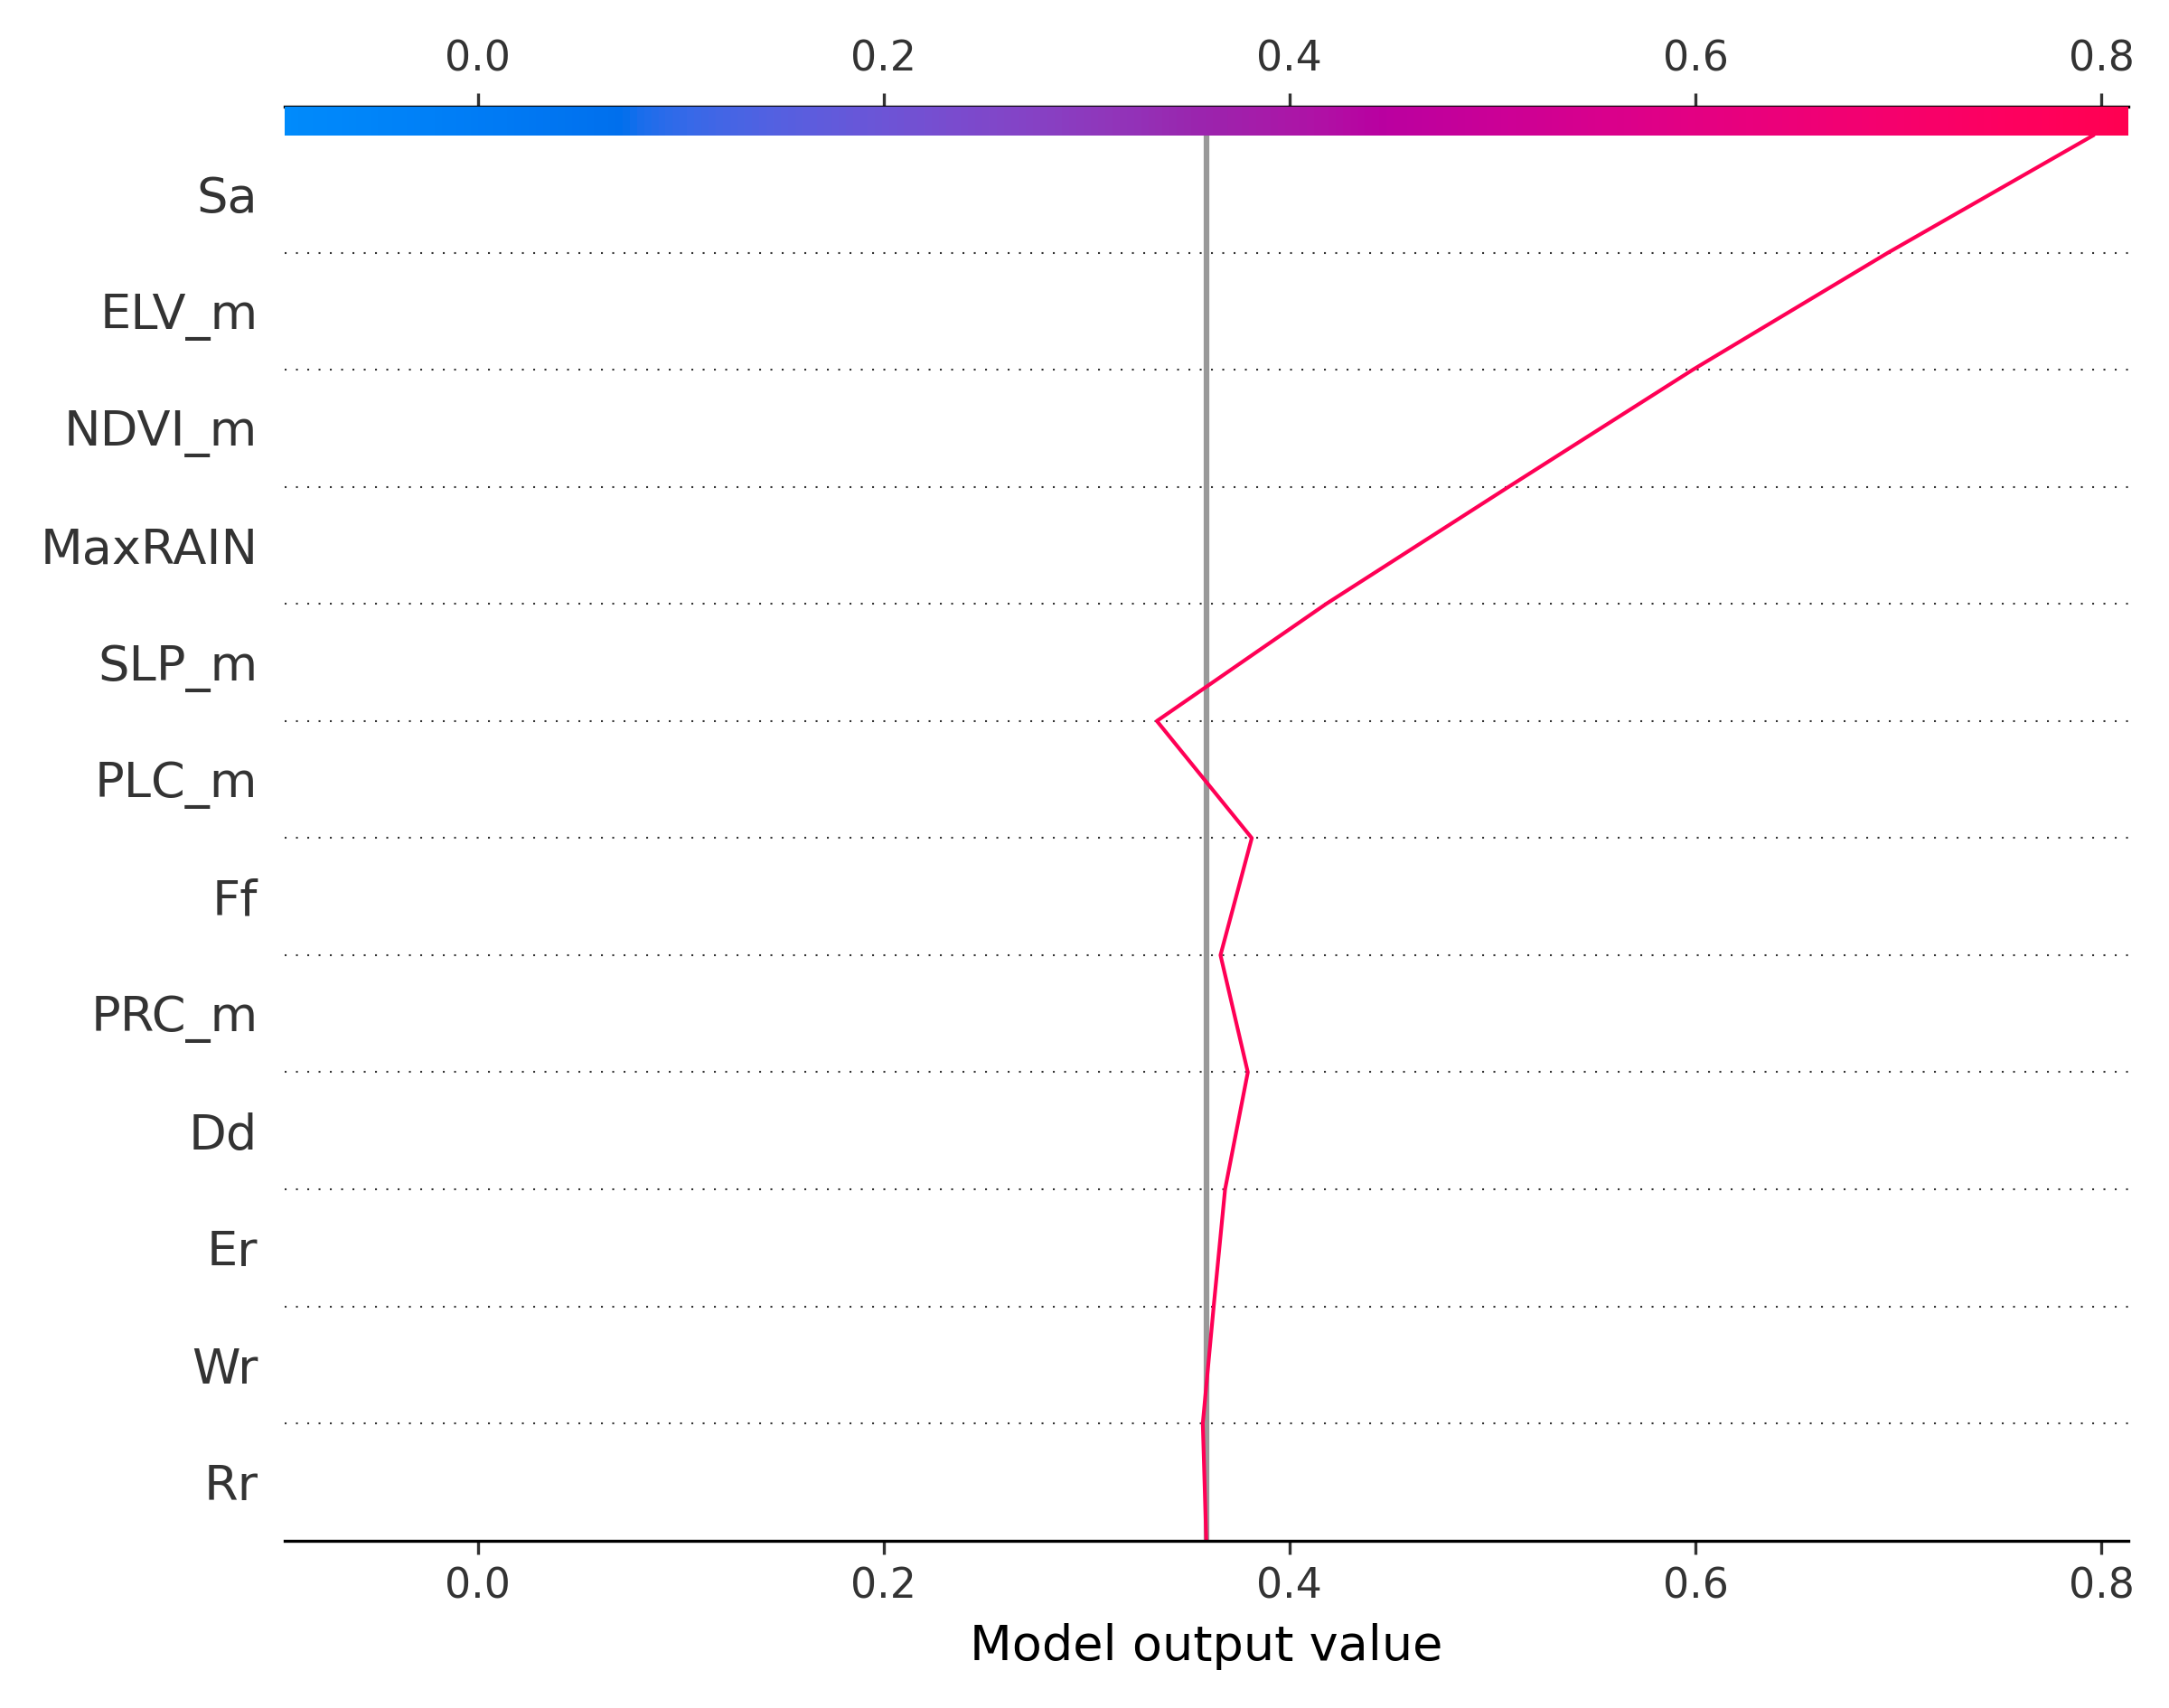 0.0 0.2 0.4 0.6 0.8
Sa
ELV_m
NDVI_m
MaxRAIN
SLP_m
PLC_m
Ff
PRC_m
Dd
Er
Wr
Rr
0.0 0.2 0.4 0.6 0.8
Model output value